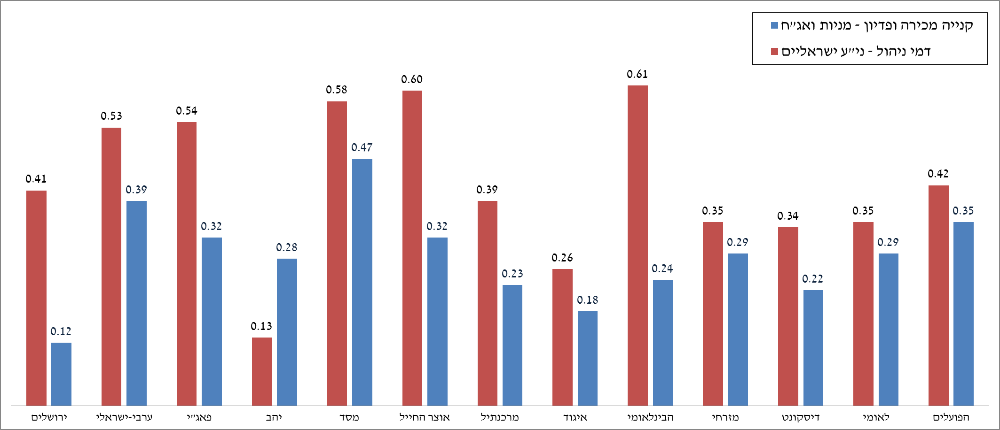 קנייה מכירה ופדיון - מניות ואג"ח
דמי ניהול - ני"ע ישראליים
0.61
0.60
0.58
0.54
0.53
0.47
0.42
0.41
0.39
0.39
0.35
0.35
0.35
0.34
0.32
0.32
0.29
0.29
0.28
0.26
0.24
0.23
0.22
0.18
0.13
0.12
הפועלים
לאומי
דיסקונט
מזרחי
הבינלאומי
איגוד
מרכנתיל
אוצר החייל
מסד
יהב
פאג"י
ערבי-ישראלי
ירושלים